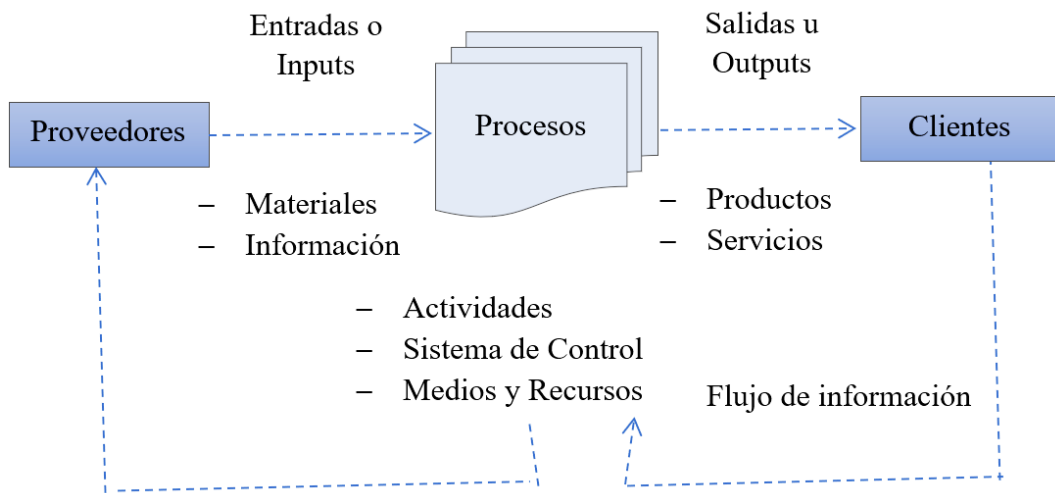 Entradas o
Inputs
Salidas u
Outputs
Proveedores
Procesos
Clientes
– Materiales
– Información
– Productos
– Servicios
– Actividades
– Sistema de Control
– Medios y Recursos
Flujo de información